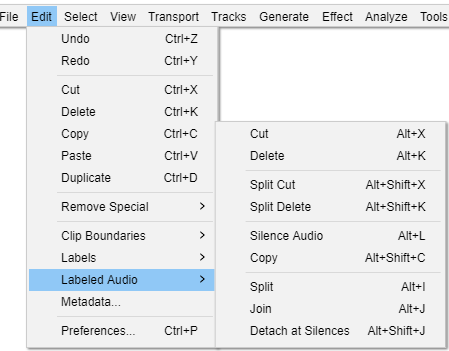 File Edit Select View Transport Tracks Generate Effect Analyze Tools
Undo Ctrl+Z
Redo Ctrl+Y
Cut Ctrl+X
Delete Ctrl+K
Copy Ctrl+C
Paste Ctrl+V
Duplicate Ctrl+D
Remove Special >
Clip Boundaries >
Labels >
Labeled Audio >
Metadata...
Preferences... Ctrl+P
Cut Alt+X
Delete Alt+K
Split Cut Alt+Shift+X
Split Delete Alt+Shift+K
Silence Audio Alt+L
Copy Alt+Shift+C
Split Alt+I
Join Alt+J
Detach at Silences Alt+Shift+J